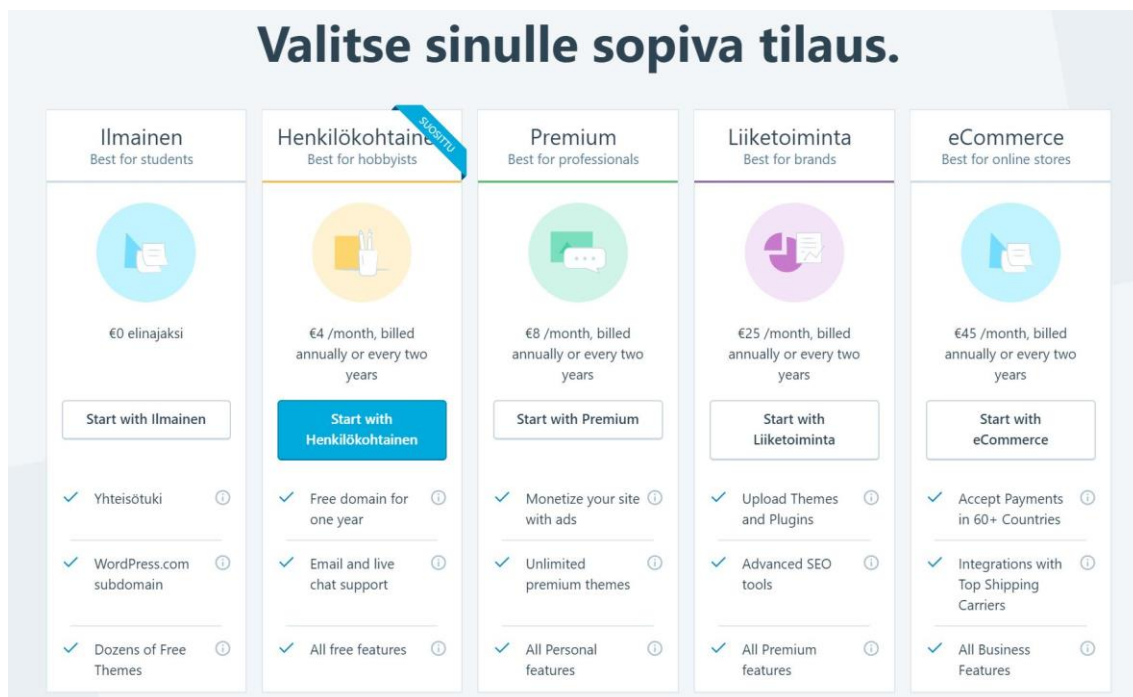 Valitse sinulle sopiva tilaus.
Ilmainen
Best for students
€0 elinajaksi
Start with Ilmainen
Yhteisötuki
WordPress.com
subdomain
Dozens of Free
Themes
SUOSITTU
Henkilökohtaine
Best for hobbyists
€4 /month, billed
annually or every two
years
Start with
Henkilökohtainen
Free domain for
one year
Email and live
chat support
All free features
Premium
Best for professionals
€8 /month, billed
annually or every two
years
Start with Premium
Monetize your site
with ads
Unlimited
premium themes
All Personal
features
Liiketoiminta
Best for brands
€25 /month, billed
annually or every two
years
Start with
Liiketoiminta
Upload Themes
and Plugins
Advanced SEO
tools
All Premium
features
eCommerce
Best for online stores
€45 /month, billed
annually or every two
years
Start with
eCommerce
Accept Payments
in 60+ Countries
Integrations with
Top Shipping
Carriers
All Business
Features